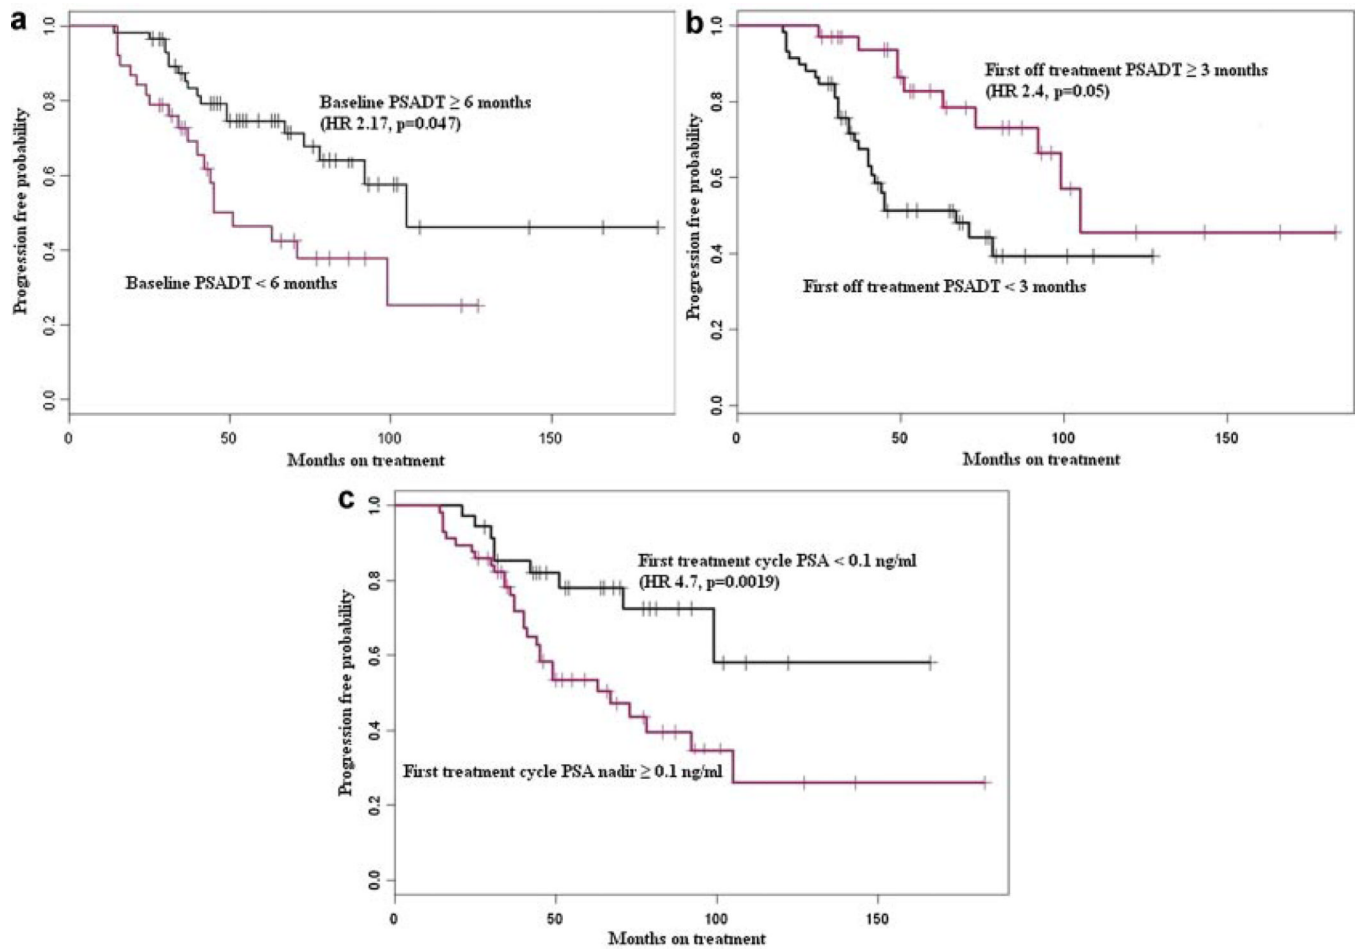 a
Progression free probability
1.0
0.8
0.6
0.4
0.2
0.0
Baseline PSADT ≥ 6 months
(HR 2.17, p=0.047)
Baseline PSADT < 6 months
0 50 100 150
Months on treatment
b
Progression free probability
1.0
0.8
0.6
0.4
0.2
0.0
First off treatment PSADT ≥ 3 months
(HR 2.4, p=0.05)
First off treatment PSADT < 3 months
0 50 100 150
Months on treatment
c
Progression free probability
1.0
0.8
0.6
0.4
0.2
0.0
First treatment cycle PSA < 0.1 ng/ml
(HR 4.7, p=0.0019)
First treatment cycle PSA nadir ≥ 0.1 ng/ml
0 50 100 150
Months on treatment